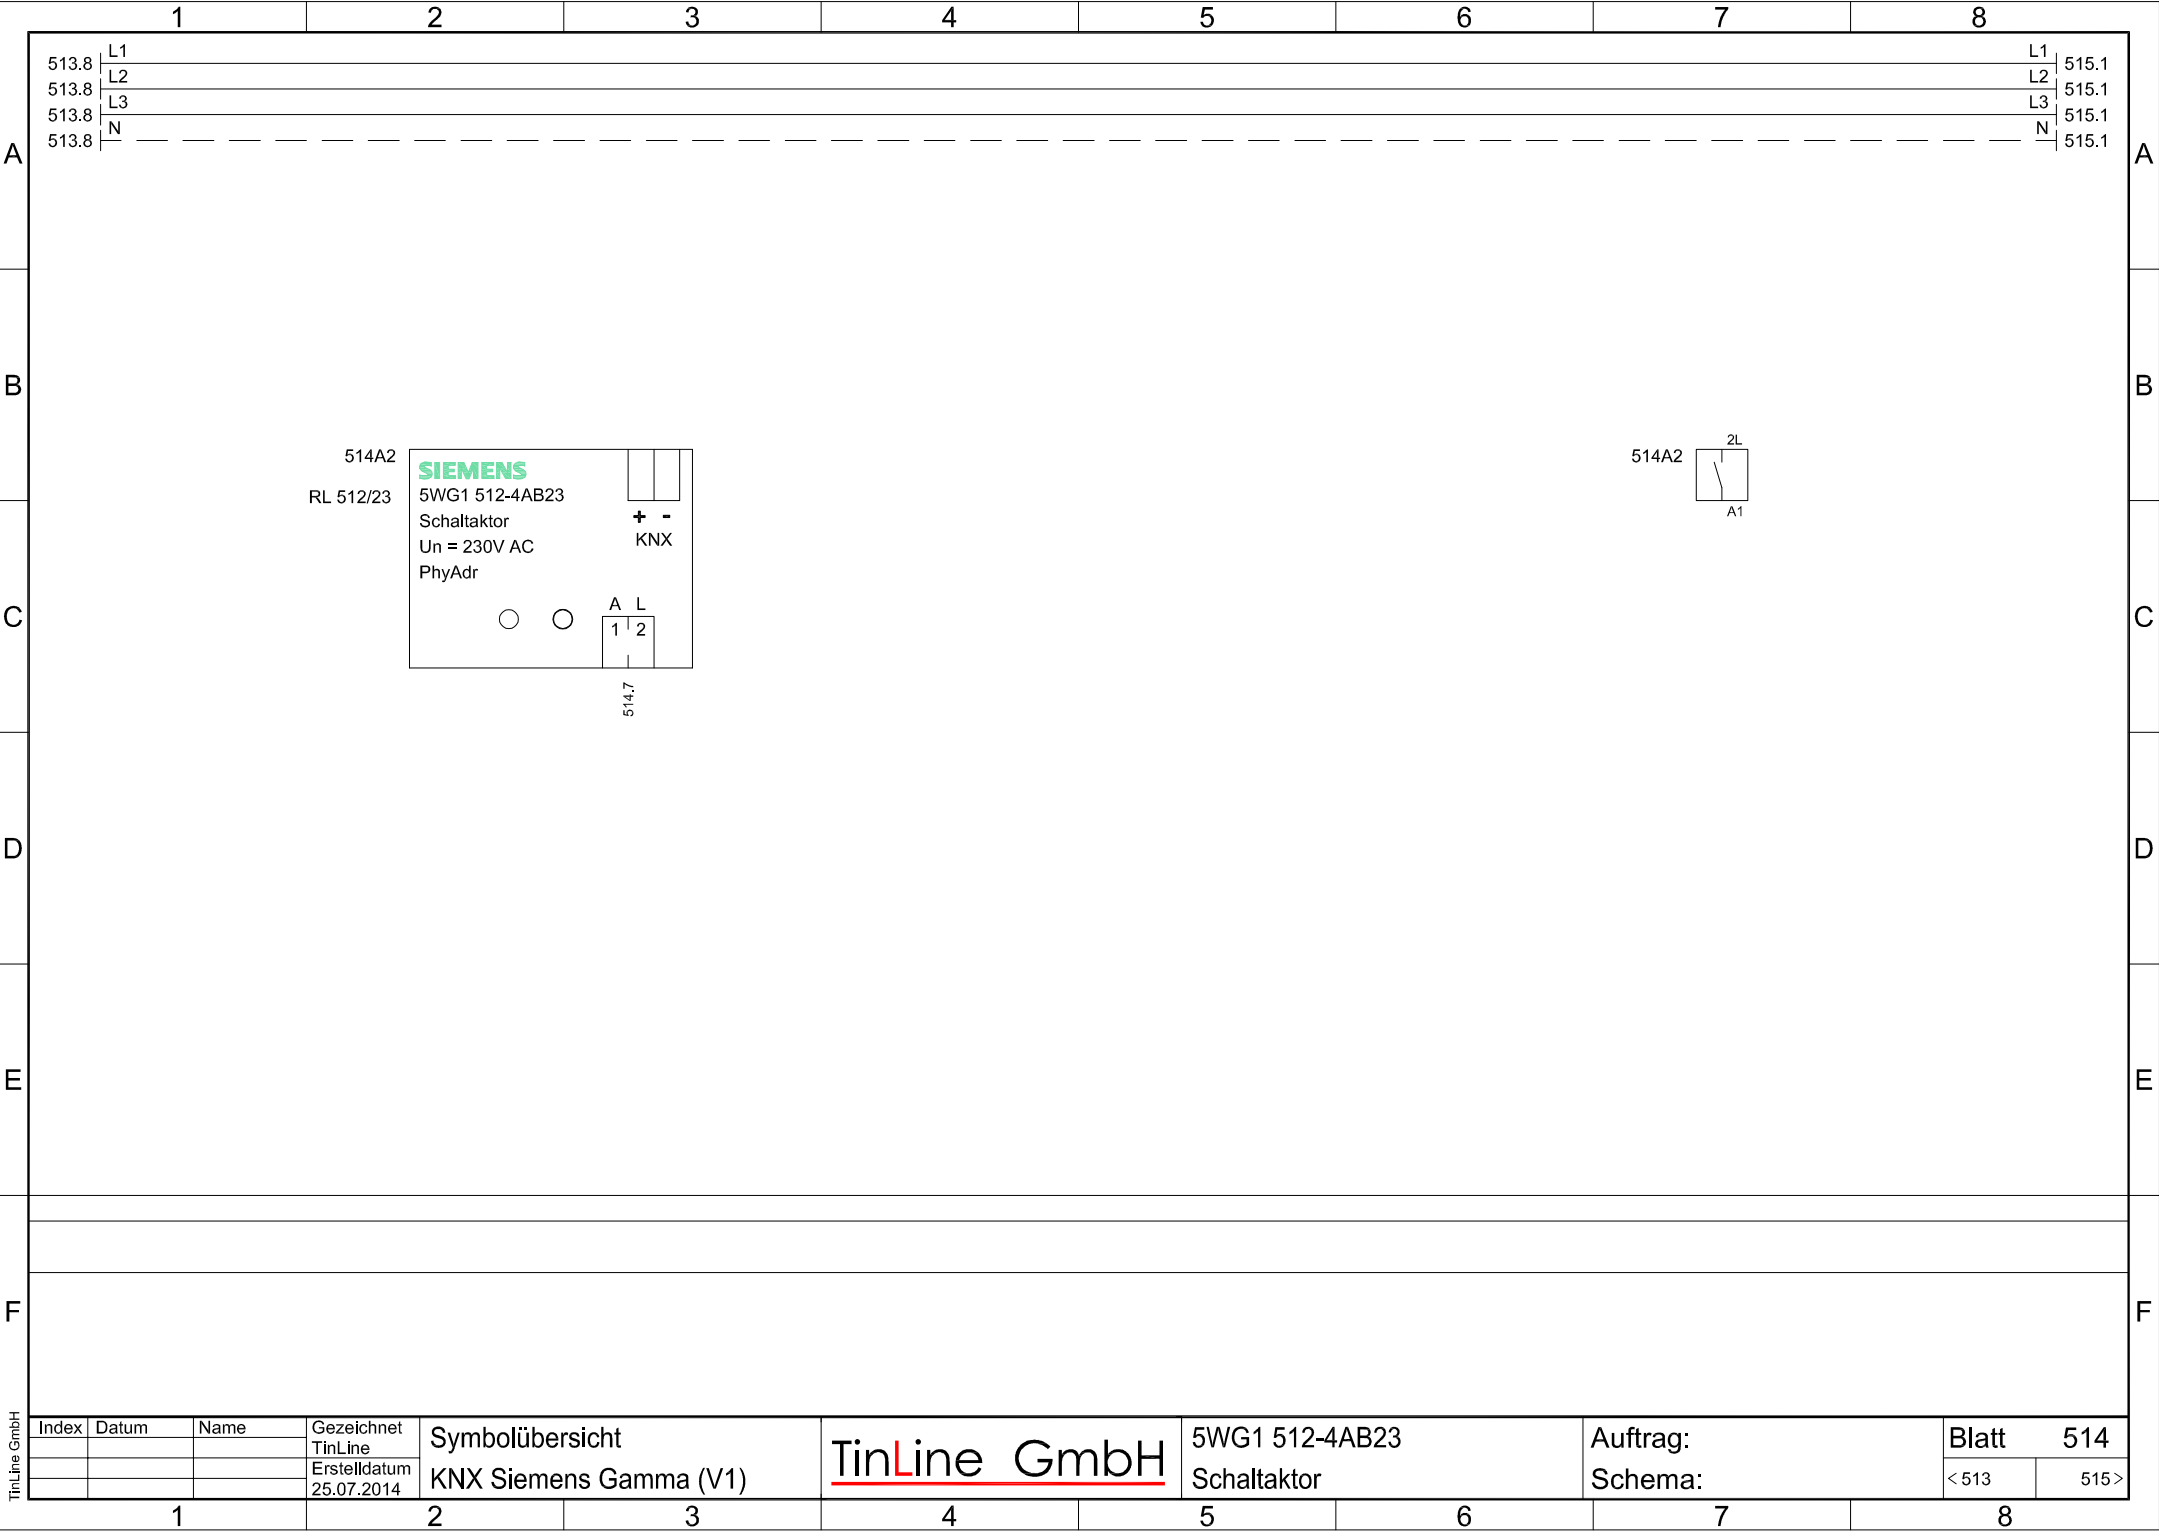 1 2 3 4 5 6 7 8
L1 L1
513.8 515.1
L2 L2
513.8 515.1
L3 L3
513.8 515.1
N N
513.8 515.1
A A
B B
514A2
SIEMENS
RL 512/23
5WG1 512-4AB23
Schaltaktor
Un = 230V AC
PhyAdr
+ -
KNX
A L
1 2
514.7
2L
514A2
A1
C C
D D
E E
F F
TinLine GmbH
Index Datum Name
Gezeichnet
TinLine
Erstelldatum
25.07.2014
Symbolübersicht
KNX Siemens Gamma (V1)
TinLine GmbH
5WG1 512-4AB23
Schaltaktor
Auftrag:
Schema:
Blatt 514
<513 515>
1 2 3 4 5 6 7 8